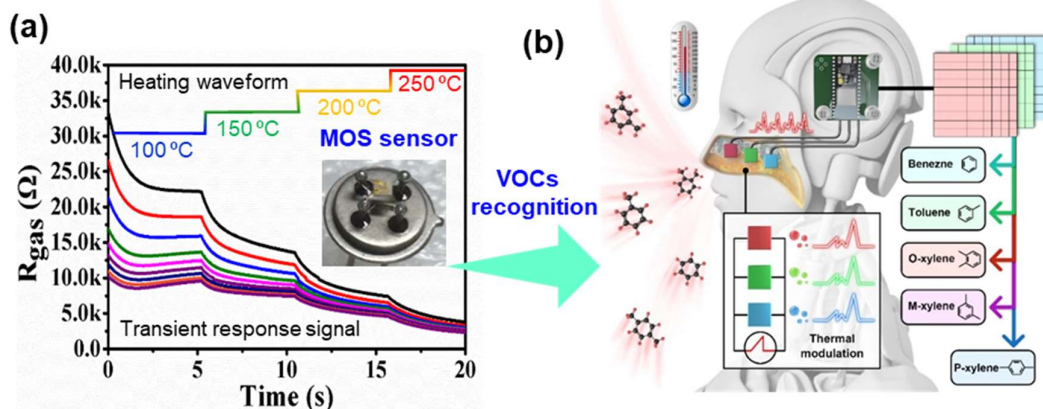 (a)
40.0k
35.0k
30.0k
25.0k
20.0k
15.0k
10.0k
5.0k
0.0
Rgas (Ω)
Heating waveform
100 ºC
150 ºC
200 ºC
250 ºC
MOS sensor
Transient response signal
0
5
10
15
20
Time (s)
VOCs
recognition
(b)
Benezne
Toluene
O-xylene
M-xylene
P-xylene
Thermal
modulation